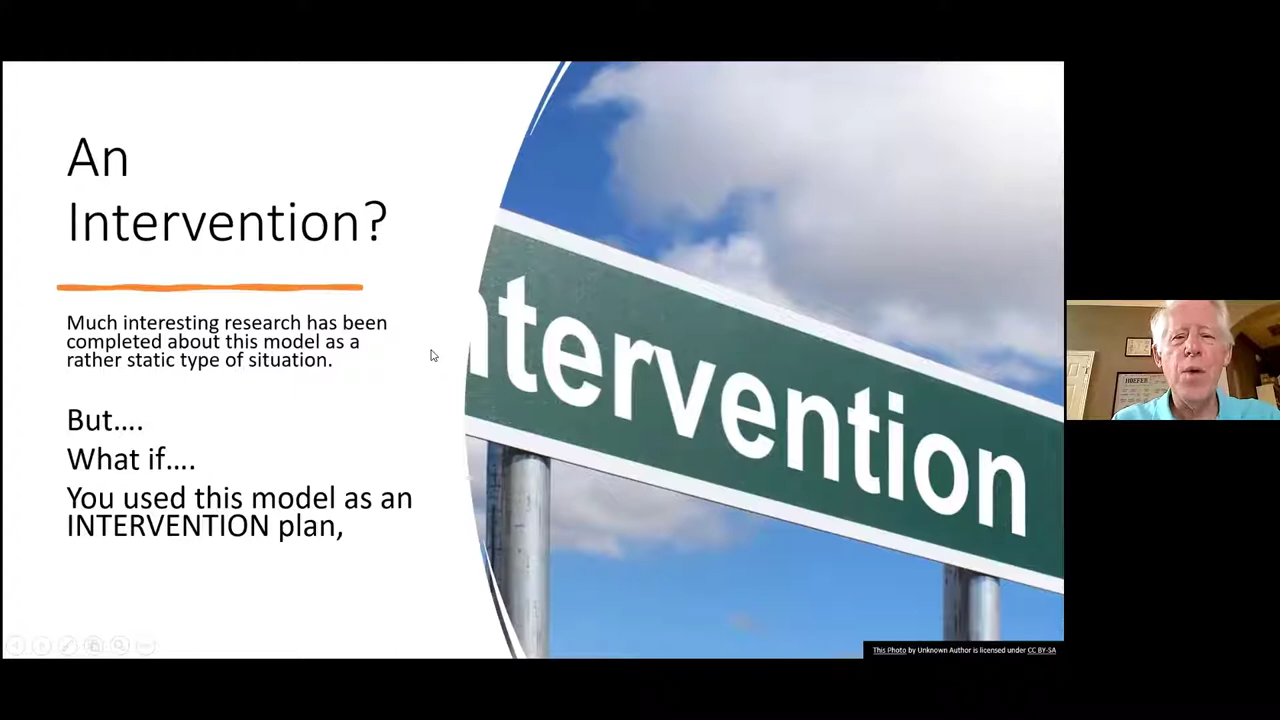 An
Intervention?
Much interesting research has been
completed about this model as a
rather static type of situation.
But....
What if....
You used this model as an
INTERVENTION plan,
ntervention
This Photo by Unknown Author is licensed under CC BY-SA
HOEFER